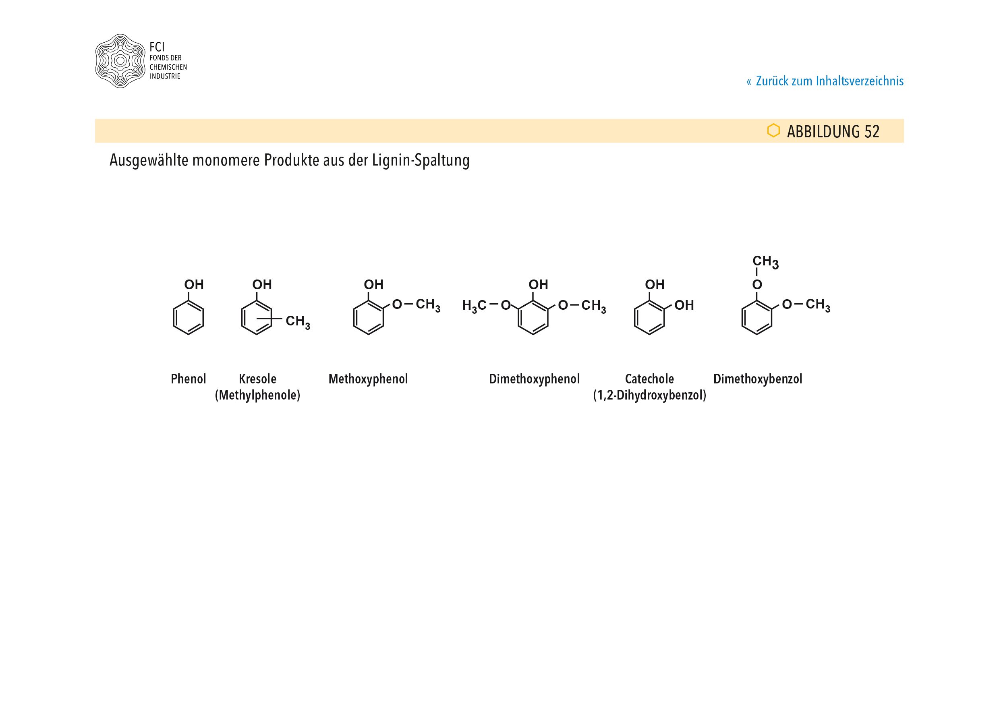 FCI
FONDS DER
CHEMISCHEN
INDUSTRIE
« Zurück zum Inhaltsverzeichnis
ABBILDUNG 52
Ausgewählte monomere Produkte aus der Lignin-Spaltung
CH3
OH OH OH OH OH O
CH3 O CH3 H3C O O CH3 OH O CH3
Phenol Kresole Methoxyphenol Dimethoxyphenol Catechole Dimethoxybenzol
(Methylphenole) (1,2-Dihydroxybenzol)